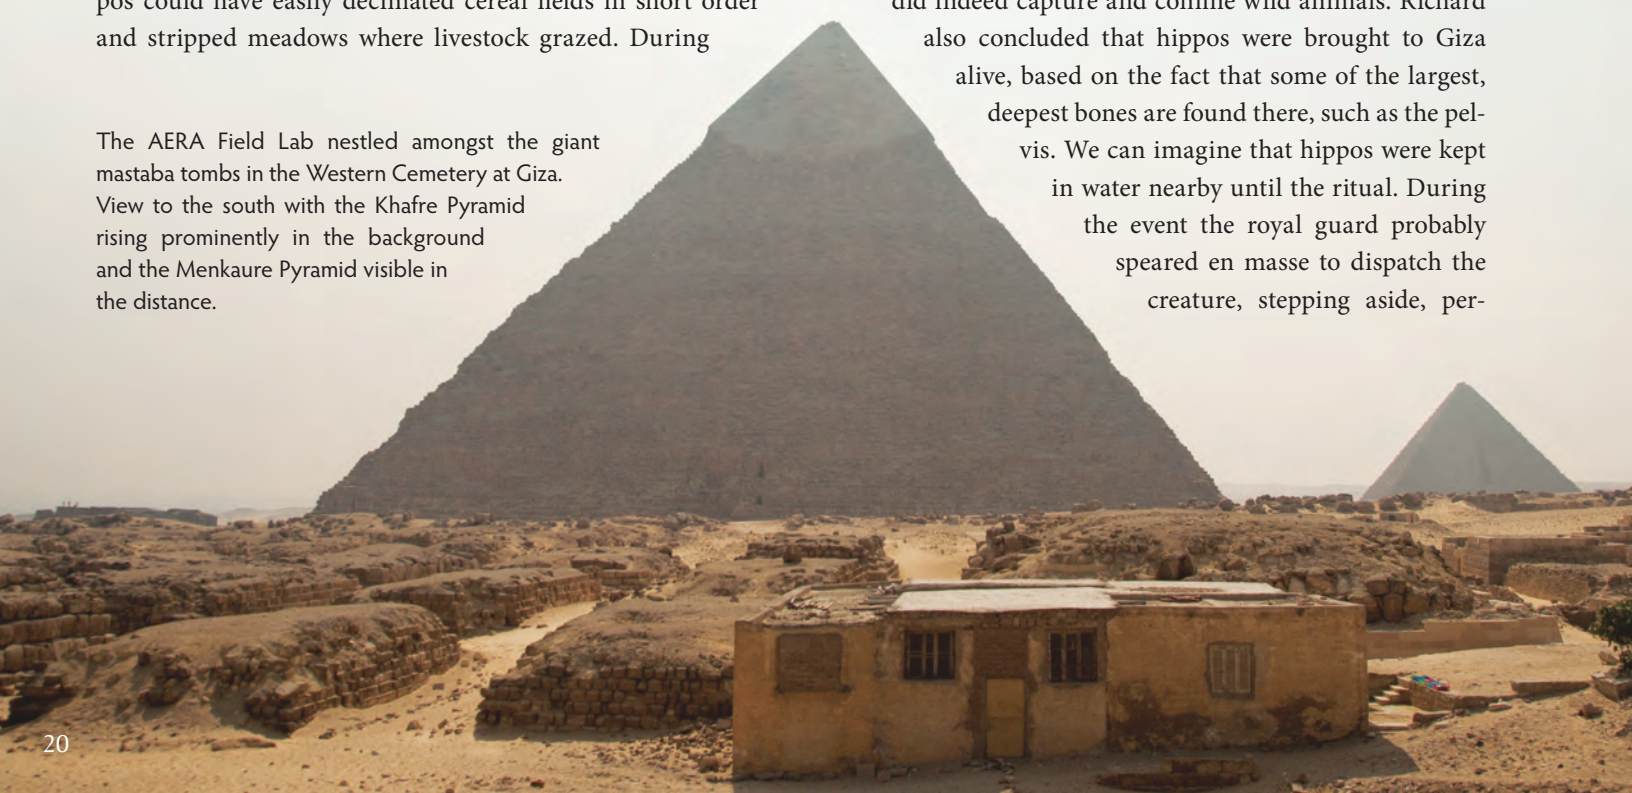 pos could have easily decimated cereal fields in short order
and stripped meadows where livestock grazed. During
The AERA Field Lab nestled amongst the giant
mastaba tombs in the Western Cemetery at Giza.
View to the south with the Khafre Pyramid
rising prominently in the background
and the Menkaure Pyramid visible in
the distance.
did indeed capture and confine wild animals. Richard
also concluded that hippos were brought to Giza
alive, based on the fact that some of the largest,
deepest bones are found there, such as the pel-
vis. We can imagine that hippos were kept
in water nearby until the ritual. During
the event the royal guard probably
speared en masse to dispatch the
creature, stepping aside, per-
20